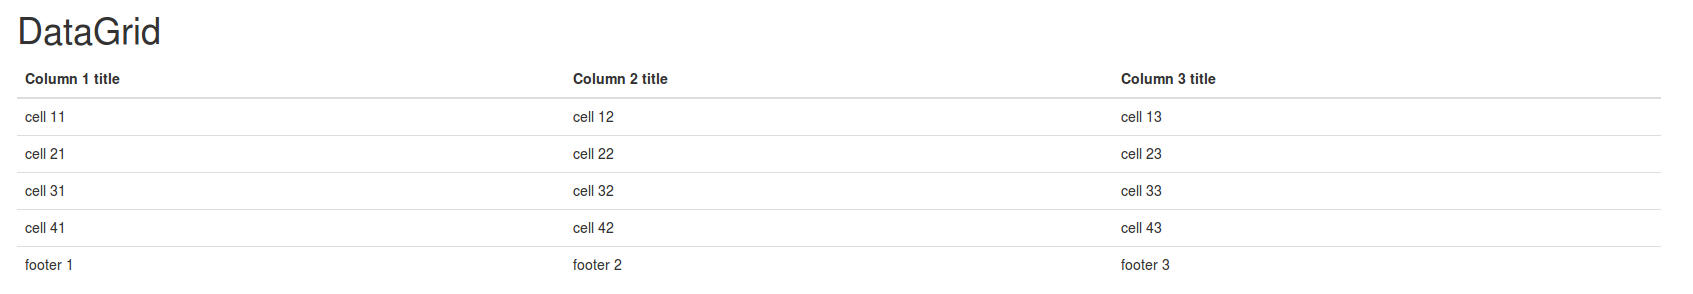 DataGrid
Column 1 title Column 2 title Column 3 title
cell 11 cell 12 cell 13
cell 21 cell 22 cell 23
cell 31 cell 32 cell 33
cell 41 cell 42 cell 43
footer 1 footer 2 footer 3